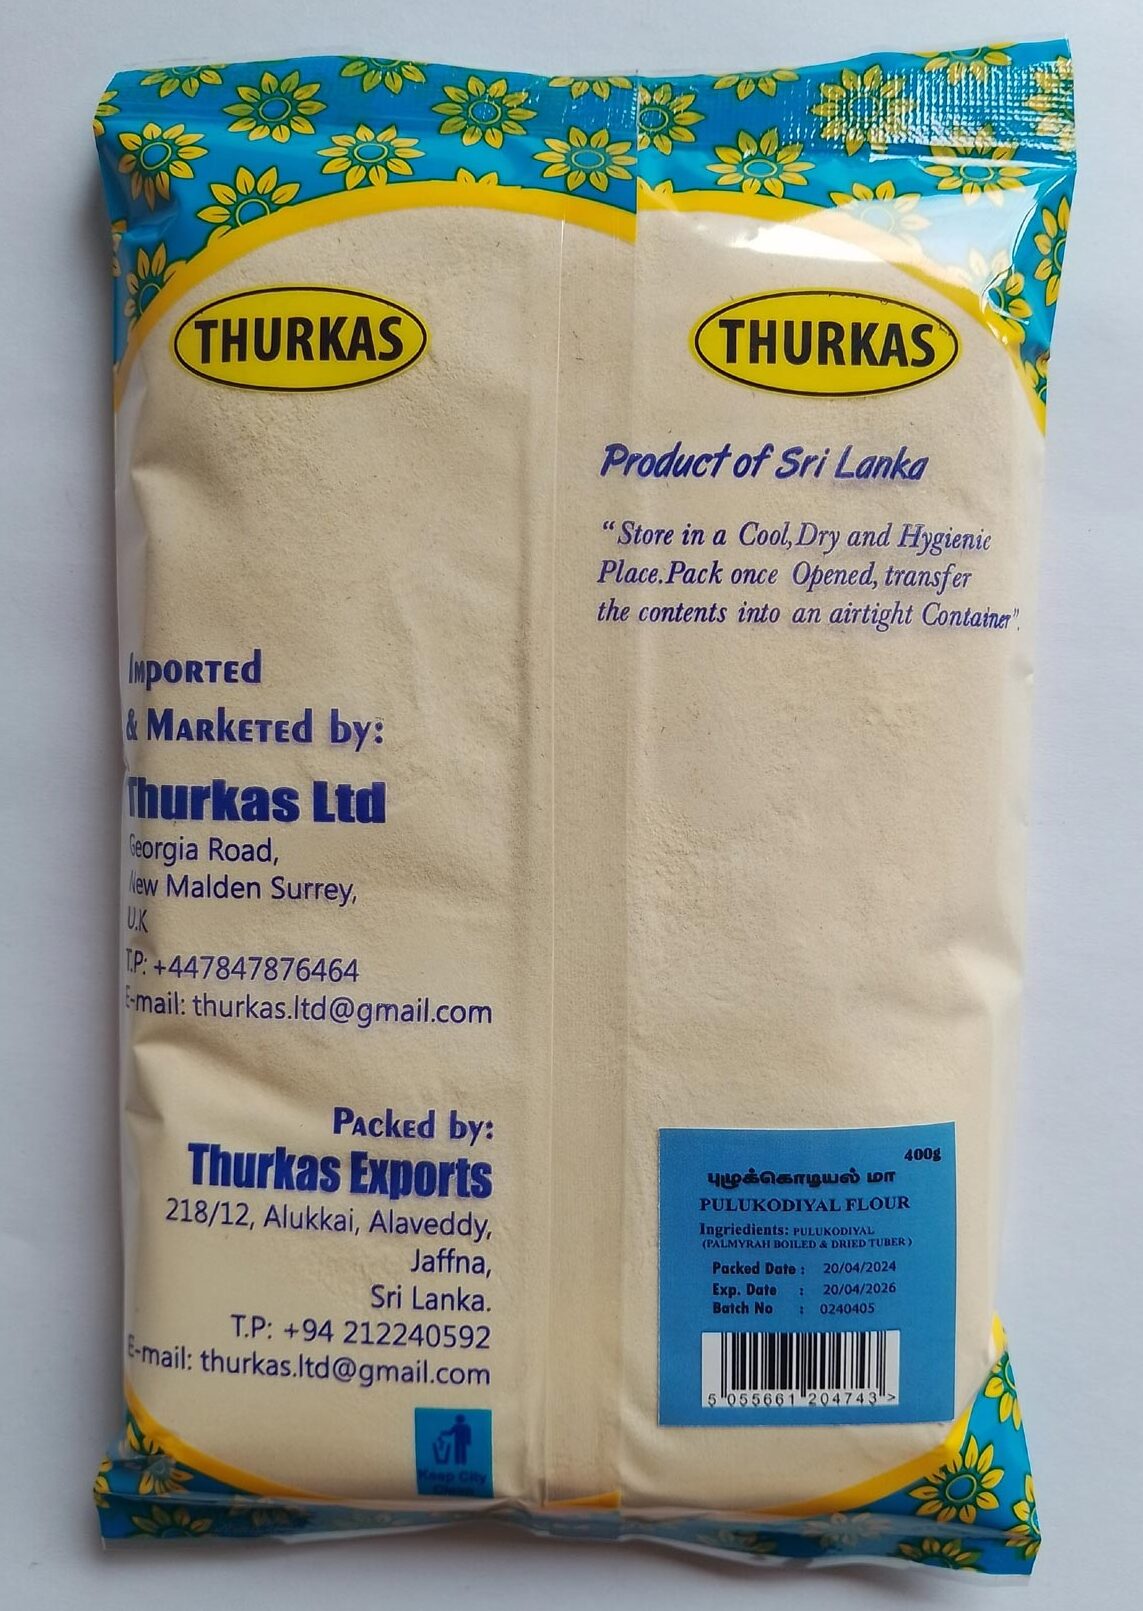 THURKAS
Imported
& Marketed by:
Thurkas Ltd
Georgia Road,
New Malden Surrey,
U.K
T.P: +447847876464
E-mail: thurkas.ltd@gmail.com
Packed by:
Thurkas Exports
218/12, Alukkai, Alaveddy,
Jaffna,
Sri Lanka.
T.P: +94 212240592
E-mail: thurkas.ltd@gmail.com
Keep City
Clean
THURKAS
Product of Sri Lanka
“Store in a Cool,Dry and Hygienic
Place.Pack once Opened, transfer
the contents into an airtight Container”.
400g
புழுக்கொடியல் மா
PULUKODIYAL FLOUR
Ingriedients: PULUKODIYAL
(PALMYRAH BOILED & DRIED TUBER )
Packed Date : 20/04/2024
Exp. Date : 20/04/2026
Batch No : 0240405
5 055661 204743 >